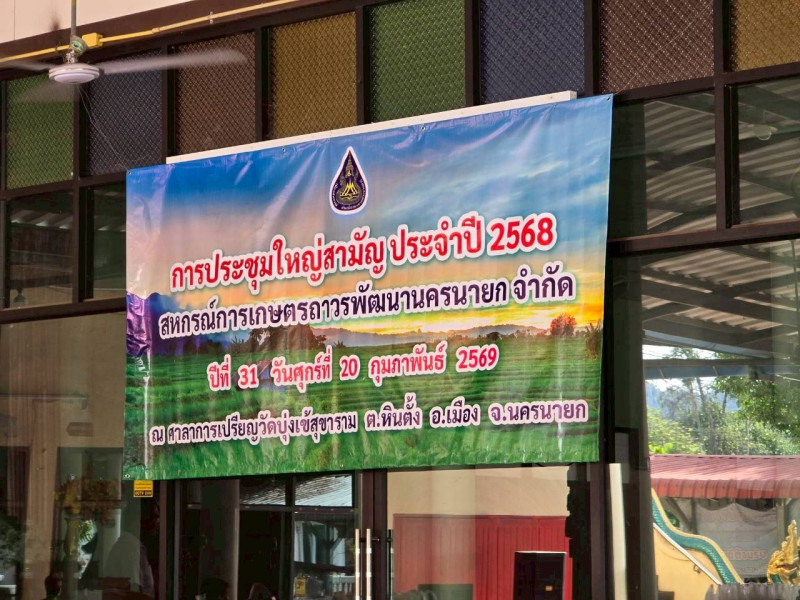 การประชุมใหญ่สามัญ ประจำปี 2568
สหกรณ์การเกษตรถาวรพัฒนานครนายก จำกัด
ปีที่ 31 วันศุกร์ที่ 20 กุมภาพันธ์ 2569
ณ ศาลาการเปรียญวัดบุ่งเข้สุขาราม ต.หินตั้ง อ.เมือง จ.นครนายก